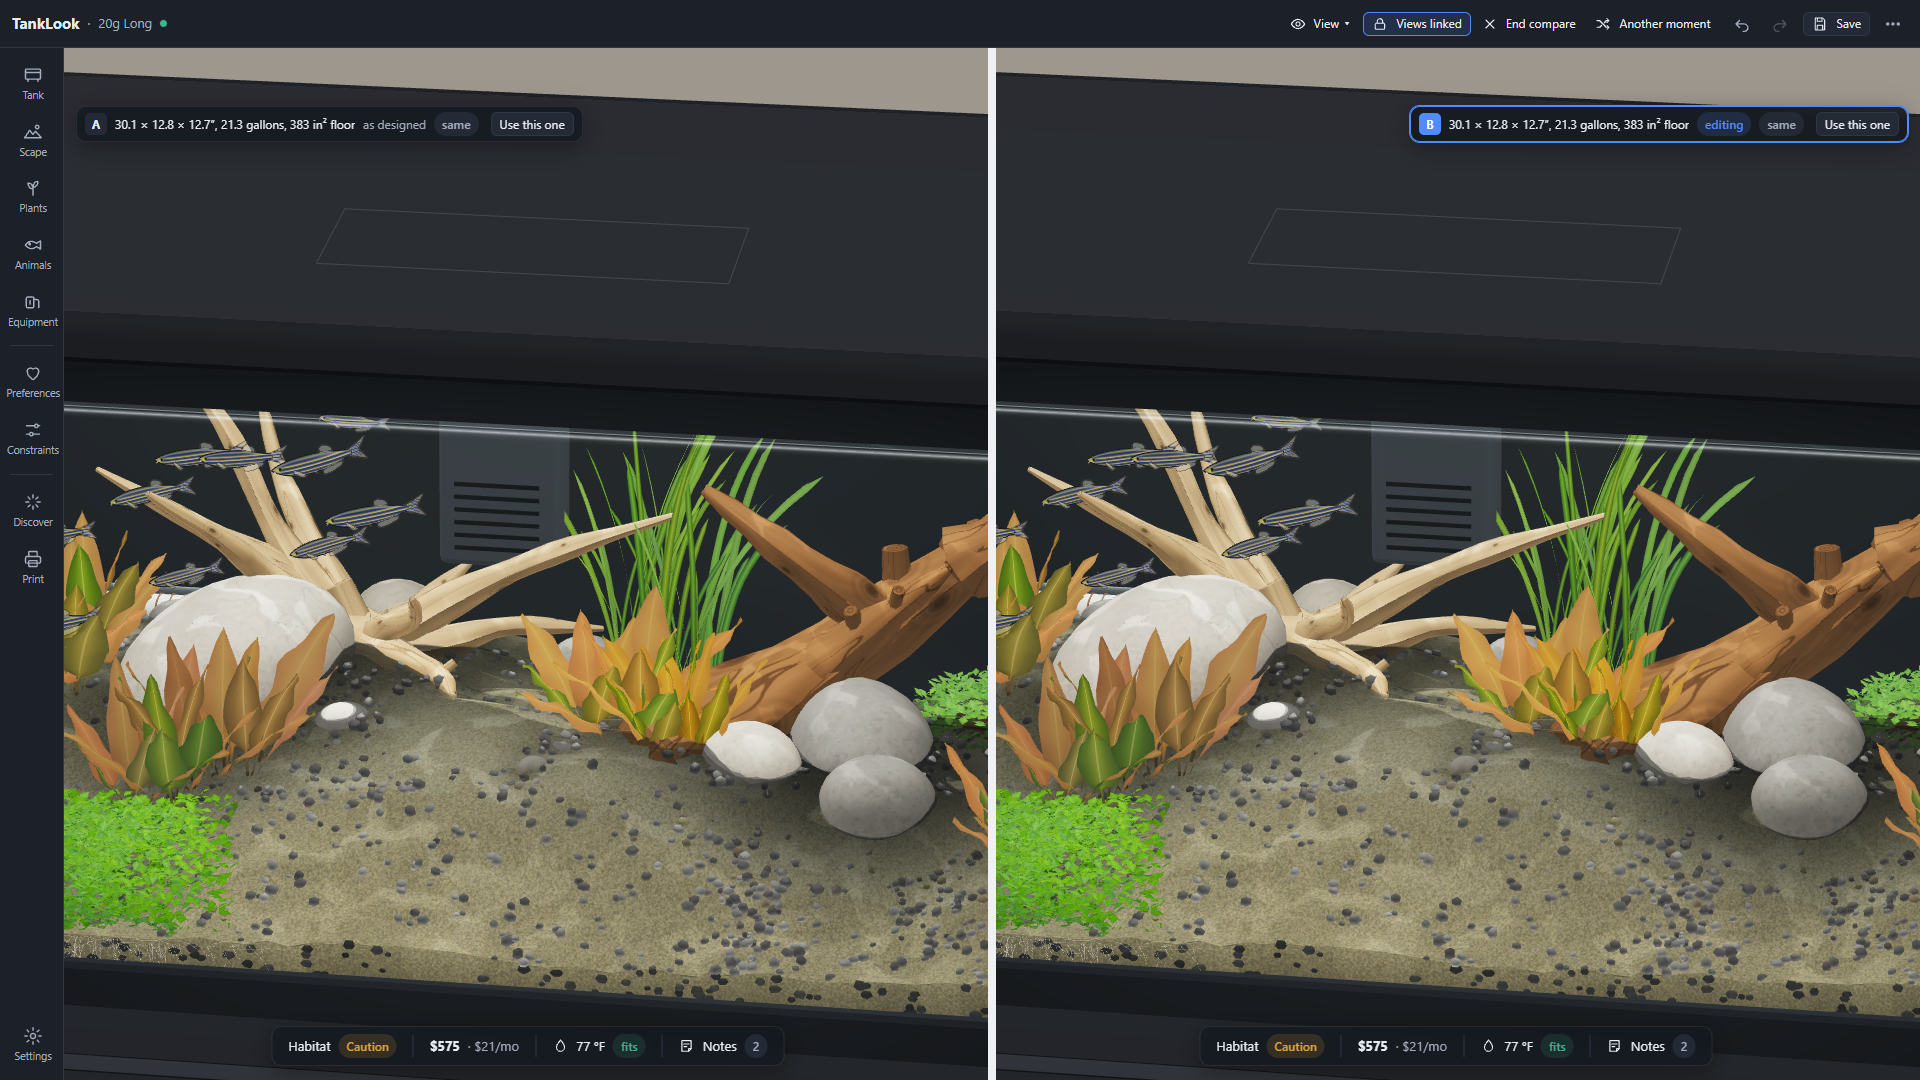 TankLook · 20g Long
View
Views linked
End compare
Another moment
Save
Tank
Scape
Plants
Animals
Equipment
Preferences
Constraints
Discover
Print
Settings
A 30.1 × 12.8 × 12.7″, 21.3 gallons, 383 in² floor as designed same Use this one
B 30.1 × 12.8 × 12.7″, 21.3 gallons, 383 in² floor editing same Use this one
Habitat Caution $575 · $21/mo 77 °F fits Notes 2
Habitat Caution $575 · $21/mo 77 °F fits Notes 2